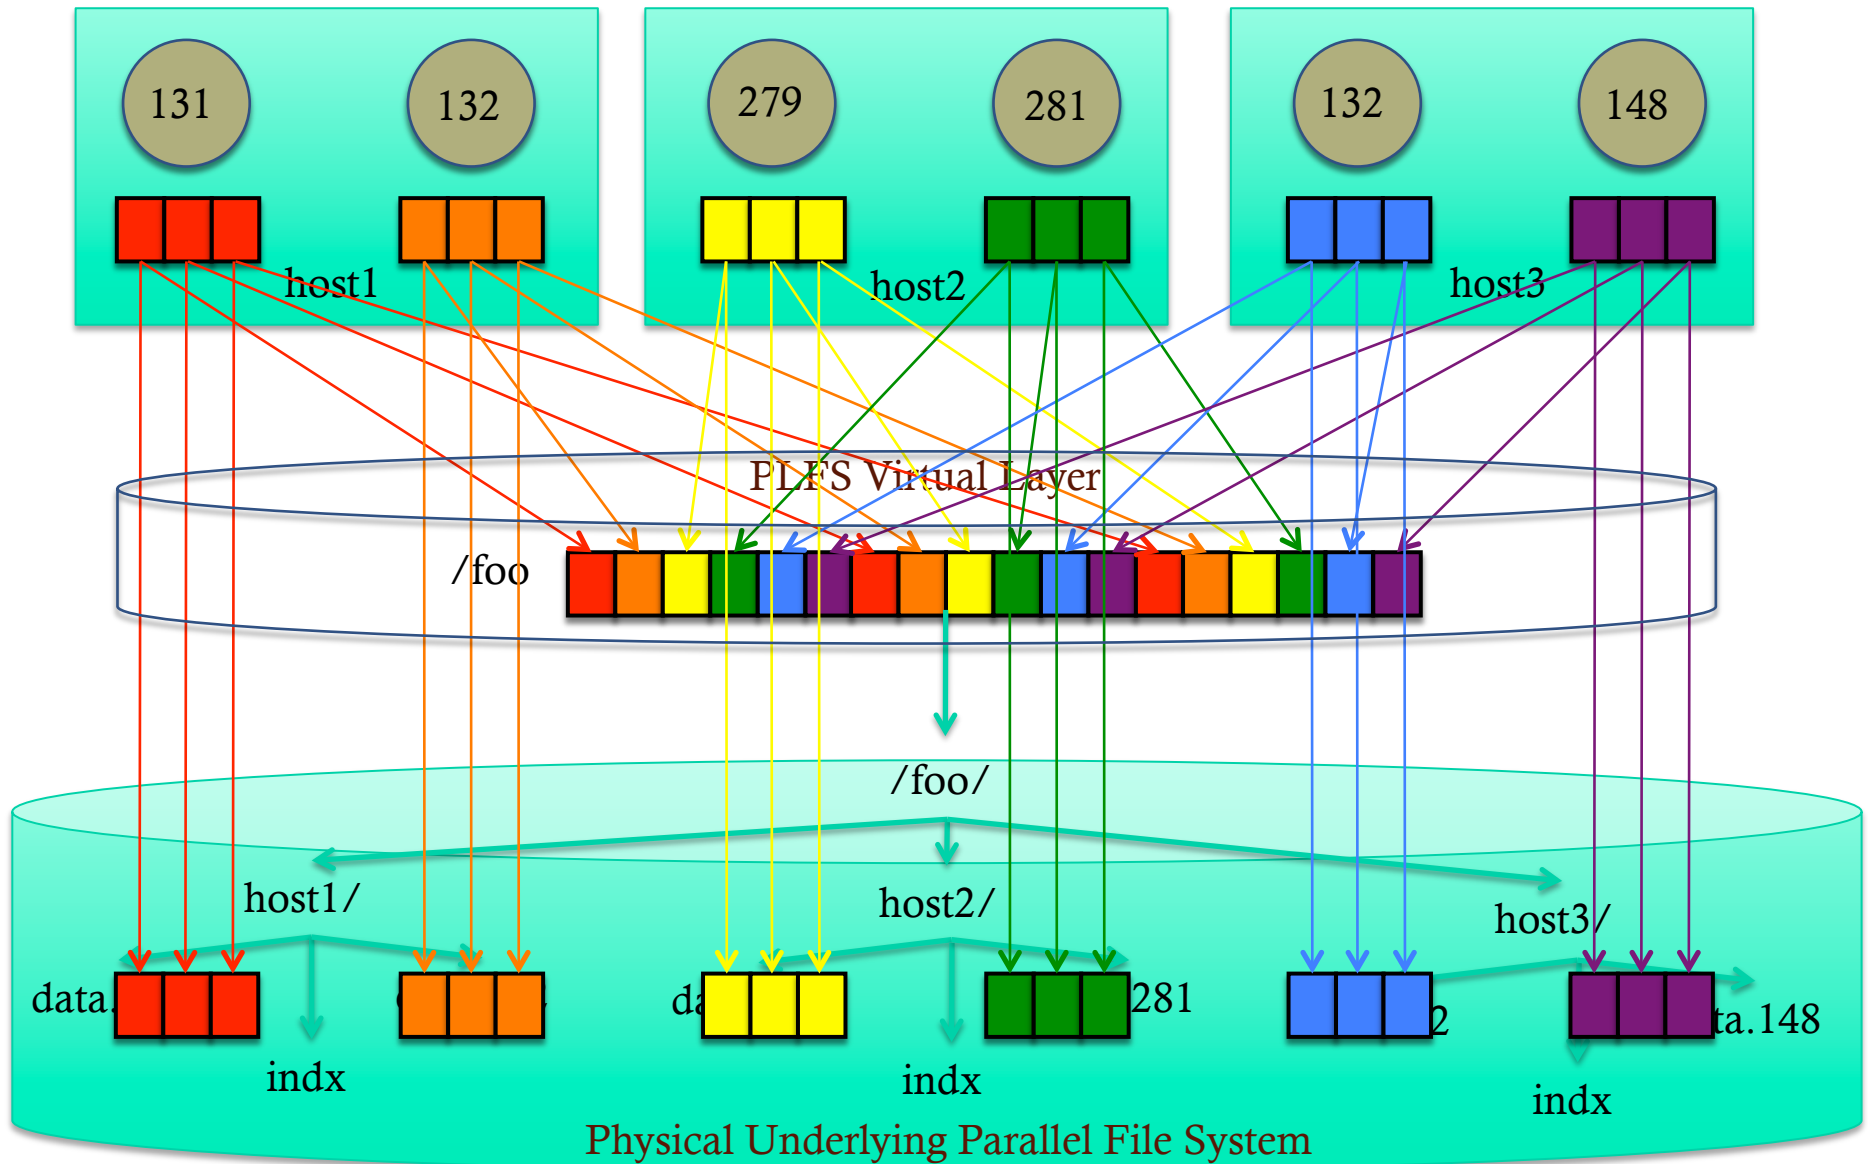 131
132
279
281
132
148
host1
host2
host3
PLFS Virtual Layer
/foo
/foo/
host1/
host2/
host3/
data.
281
2
ta.148
indx
indx
indx
Physical Underlying Parallel File System